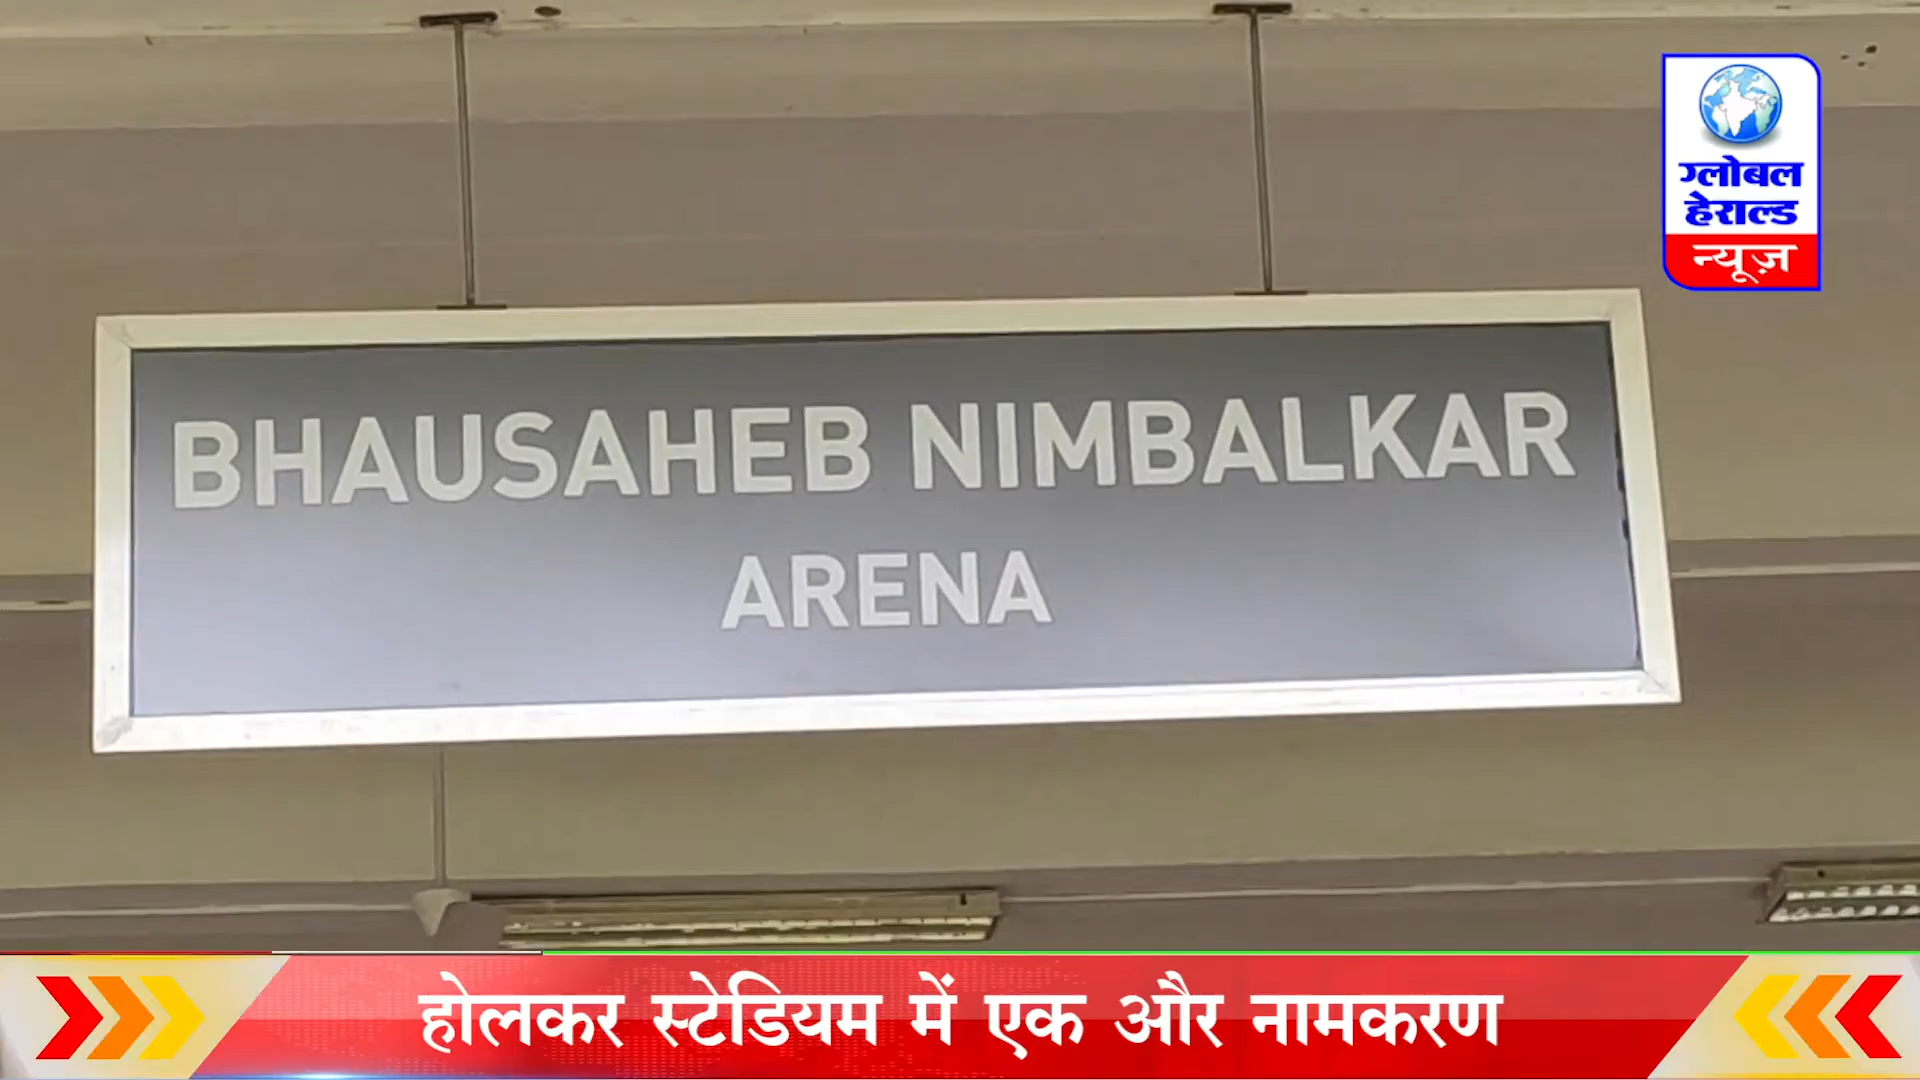 ग्लोबल
हेराल्ड
न्यूज़
BHAUSAHEB NIMBALKAR
ARENA
होलकर स्टेडियम में एक और नामकरण